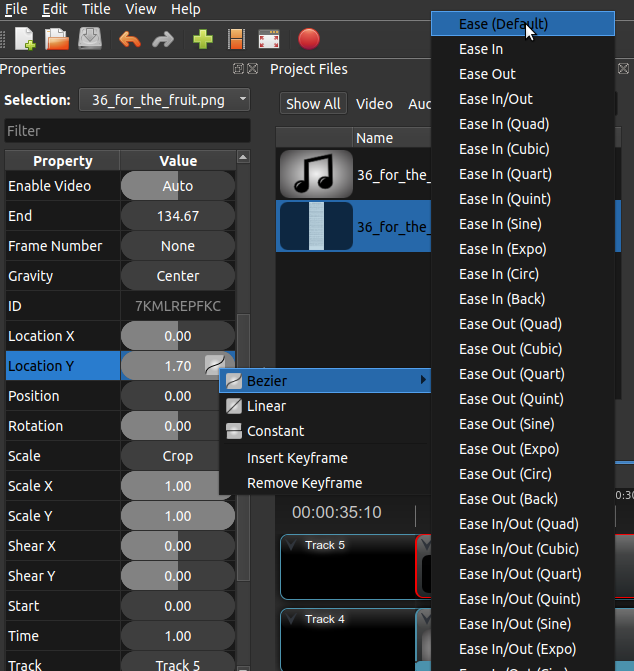 File Edit Title View Help
Properties
Selection: 36_for_the_fruit.png
Filter
Property Value
Enable Video Auto
End 134.67
Frame Number None
Gravity Center
ID 7KMLREPFKC
Location X 0.00
Location Y 1.70
Position 0.00
Rotation 0.00
Scale Crop
Scale X 1.00
Scale Y 1.00
Shear X 0.00
Shear Y 0.00
Start 0.00
Time 1.00
Track Track 5
Project Files
Show All Video
Name
36_for_the_
36_for_the_
Bezier
Linear
Constant
Insert Keyframe
Remove Keyframe
00:00:35:10
Track 5
Track 4
Ease (Default)
Ease In
Ease Out
Ease In/Out
Ease In (Quad)
Ease In (Cubic)
Ease In (Quart)
Ease In (Quint)
Ease In (Sine)
Ease In (Expo)
Ease In (Circ)
Ease In (Back)
Ease Out (Quad)
Ease Out (Cubic)
Ease Out (Quart)
Ease Out (Quint)
Ease Out (Sine)
Ease Out (Expo)
Ease Out (Circ)
Ease Out (Back)
Ease In/Out (Quad)
Ease In/Out (Cubic)
Ease In/Out (Quart)
Ease In/Out (Quint)
Ease In/Out (Sine)
Ease In/Out (Expo)